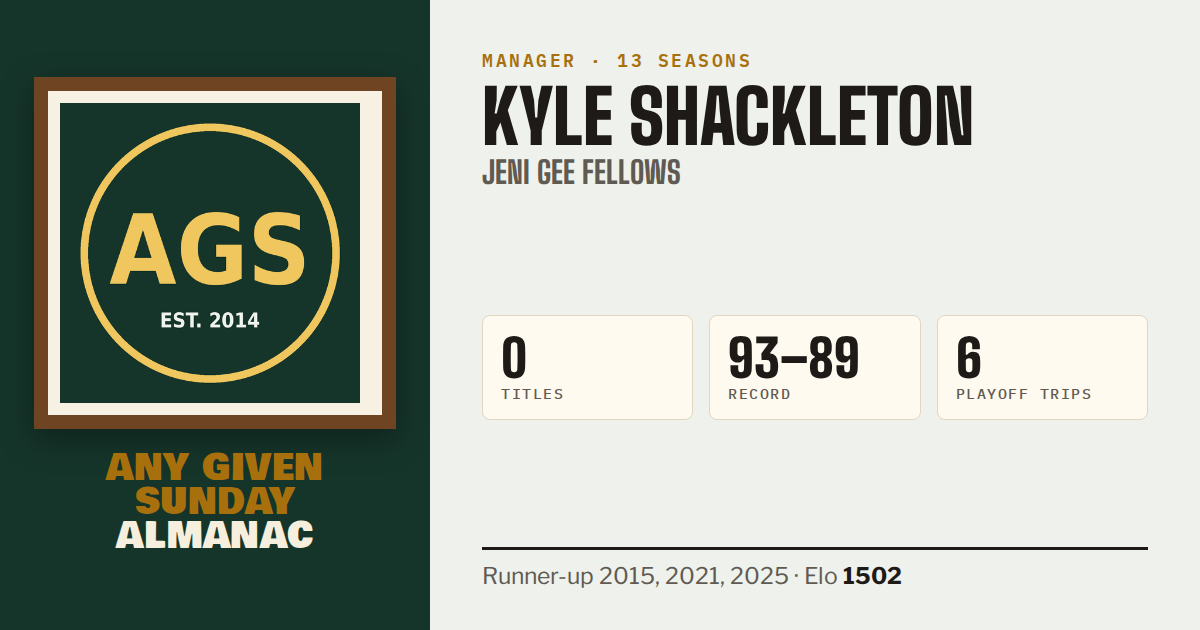 AGS
EST. 2014
ANY GIVEN
SUNDAY
ALMANAC
MANAGER · 13 SEASONS
KYLE SHACKLETON
JENI GEE FELLOWS
0
TITLES
93–89
RECORD
6
PLAYOFF TRIPS
Runner-up 2015, 2021, 2025 · Elo 1502